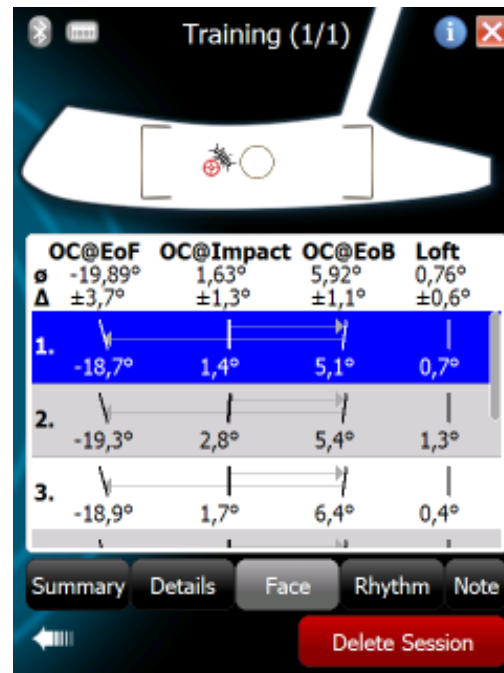 Training (1/1)
OC@EoF OC@Impact OC@EoB Loft
ø -19,89° 1,63° 5,92° 0,76°
Δ ±3,7° ±1,3° ±1,1° ±0,6°
1.
-18,7° 1,4° 5,1° 0,7°
2.
-19,3° 2,8° 5,4° 1,3°
3.
-18,9° 1,7° 6,4° 0,4°
Summary Details Face Rhythm Note
Delete Session